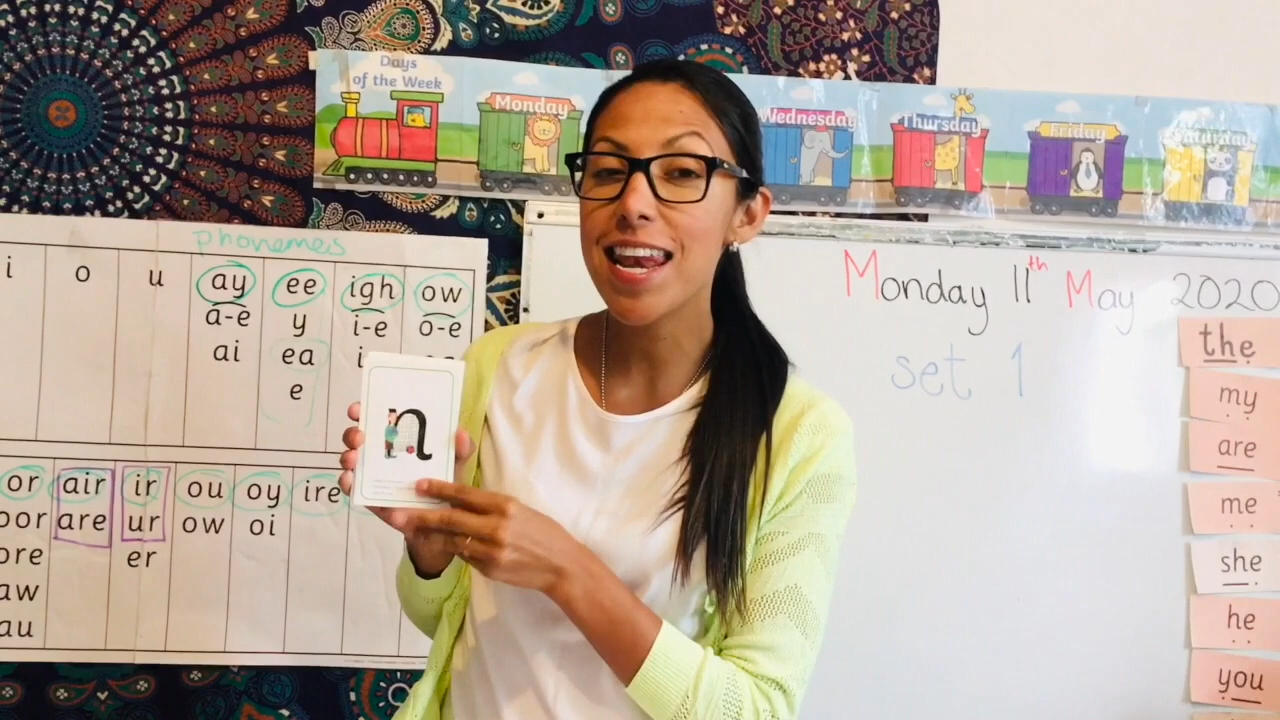 Days
of the Week
Monday
Wednesday
Thursday
Friday
Saturday
phonemes
i o u ay ee igh ow
a-e y i-e o-e
ai ea
e
or air ir ou oy ire
oor are ur ow oi
ore er
aw
au
n
Monday 11th May 2020
set 1
the
my
are
me
she
he
you